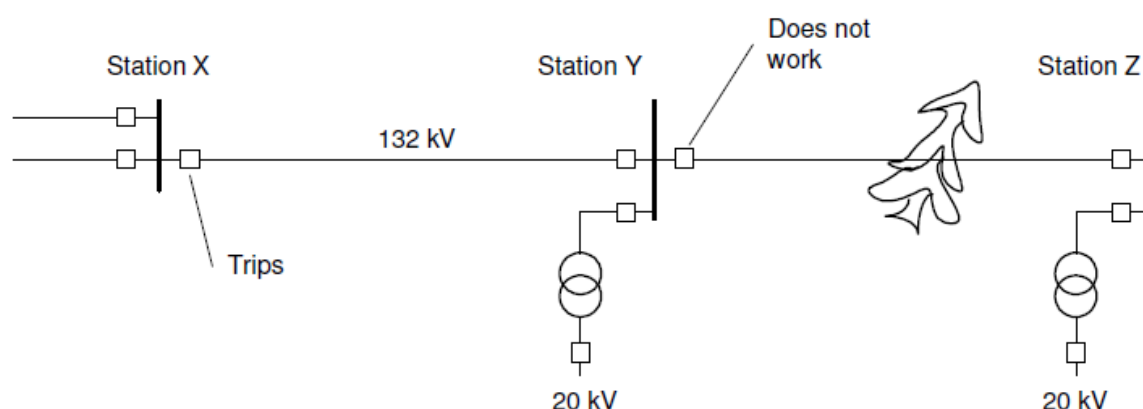 Does not
work
Station X
Station Y
Station Z
132 kV
Trips
20 kV
20 kV